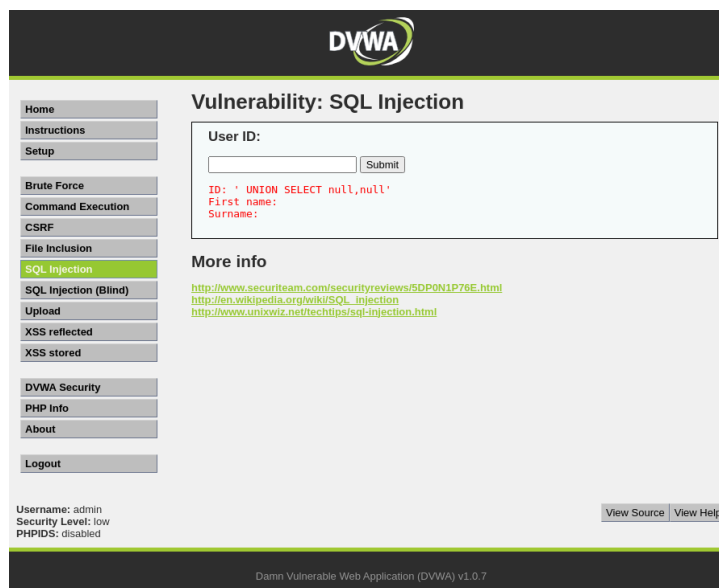 DVWA
Home
Instructions
Setup
Brute Force
Command Execution
CSRF
File Inclusion
SQL Injection
SQL Injection (Blind)
Upload
XSS reflected
XSS stored
DVWA Security
PHP Info
About
Logout
Vulnerability: SQL Injection
User ID:
Submit
ID: ' UNION SELECT null,null'
First name:
Surname:
More info
http://www.securiteam.com/securityreviews/5DP0N1P76E.html
http://en.wikipedia.org/wiki/SQL_injection
http://www.unixwiz.net/techtips/sql-injection.html
Username: admin
Security Level: low
PHPIDS: disabled
View Source View Help
Damn Vulnerable Web Application (DVWA) v1.0.7